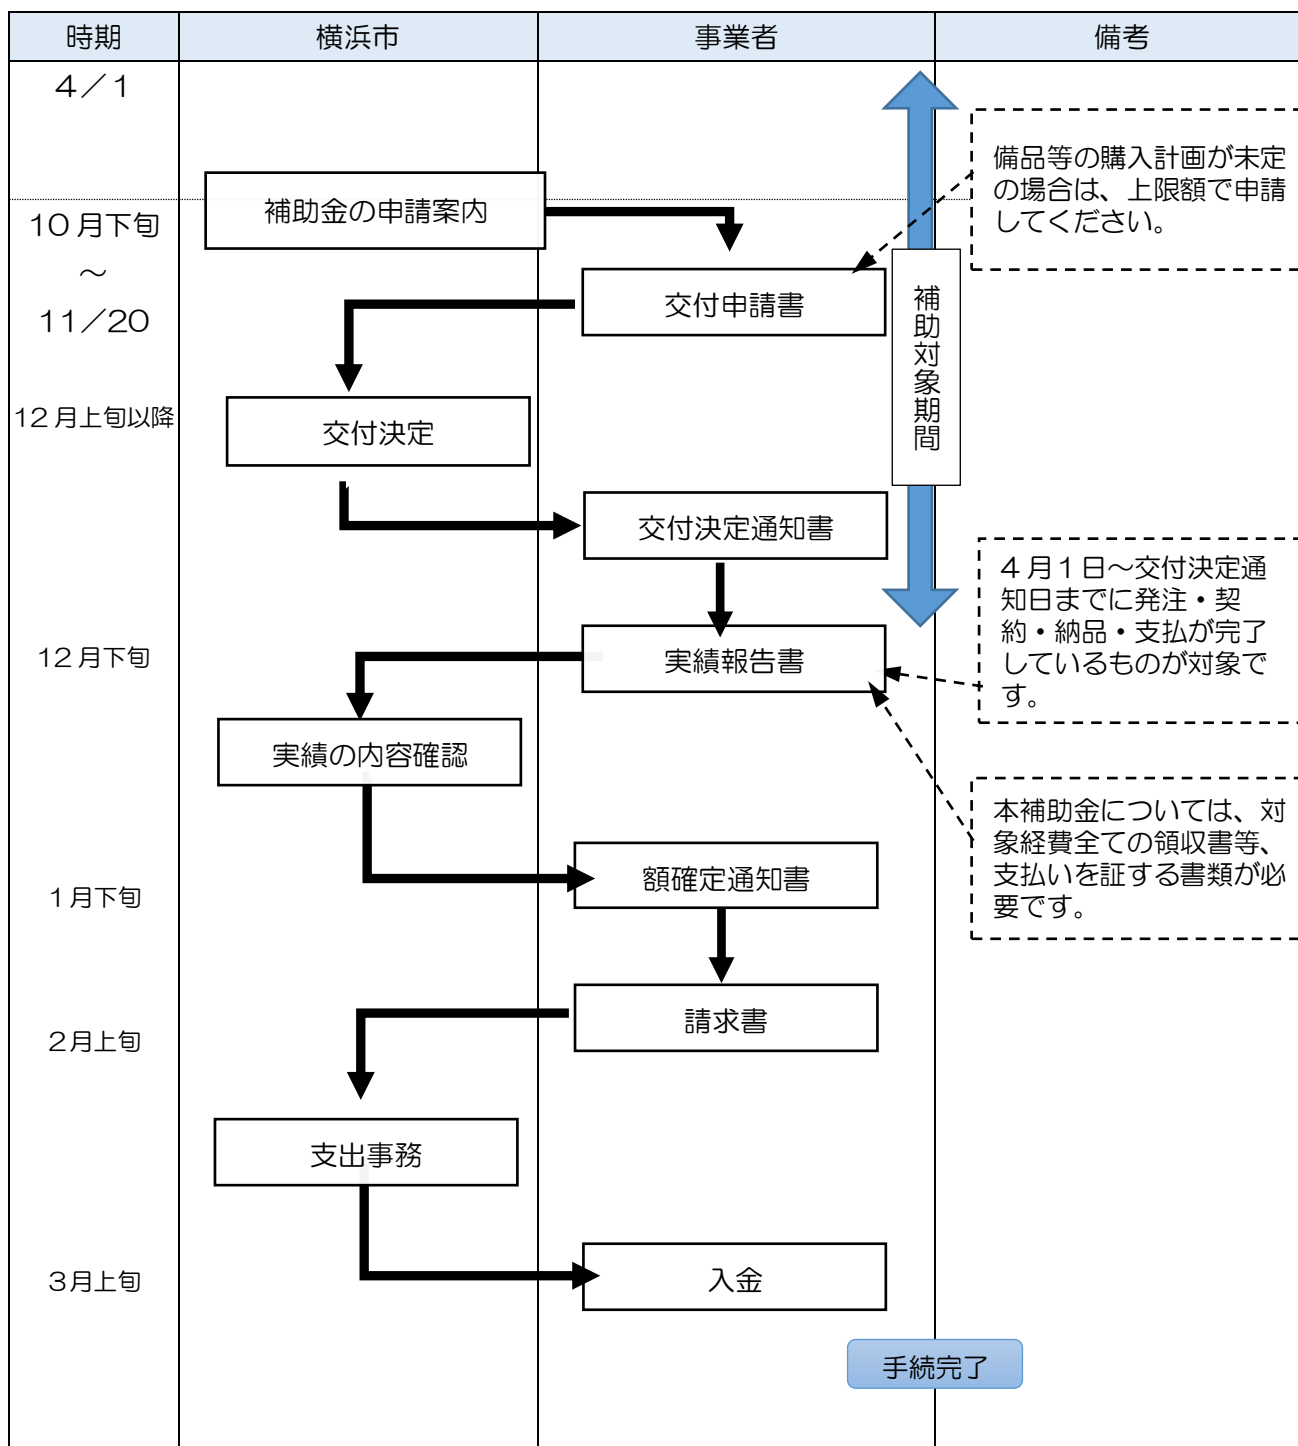 時期 横浜市 事業者 備考
4／1
備品等の購入計画が未定
の場合は、上限額で申請
してください。
補助金の申請案内
10月下旬
～
11／20
交付申請書
補助対象期間
12月上旬以降
交付決定
交付決定通知書
4月1日～交付決定通
知日までに発注・契
約・納品・支払が完了
しているものが対象で
す。
12月下旬
実績報告書
実績の内容確認
本補助金については、対
象経費全ての領収書等、
支払いを証する書類が必
要です。
額確定通知書
1月下旬
請求書
2月上旬
支出事務
3月上旬
入金
手続完了